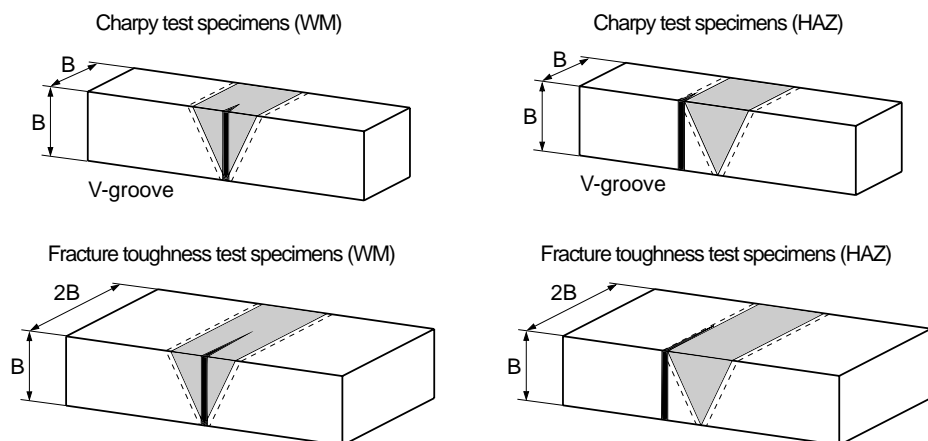 Charpy test specimens (WM)
Charpy test specimens (HAZ)
B
B
V-groove
B
B
V-groove
Fracture toughness test specimens (WM)
Fracture toughness test specimens (HAZ)
2B
B
2B
B